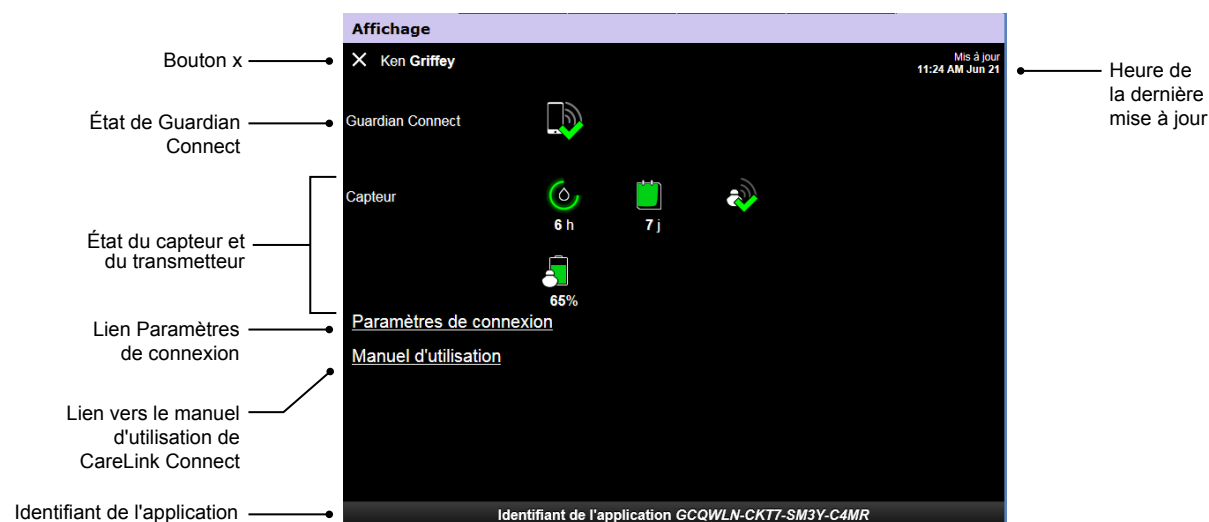 Affichage
Bouton x
Ken Griffey
Mis à jour
11:24 AM Jun 21
Heure de
la dernière
mise à jour
État de Guardian
Connect
Guardian Connect
Capteur
6 h
7 j
État du capteur et
du transmetteur
65%
Lien Paramètres
de connexion
Paramètres de connexion
Manuel d'utilisation
Lien vers le manuel
d'utilisation de
CareLink Connect
Identifiant de l'application
Identifiant de l'application GCQWLN-CKT7-SM3Y-C4MR